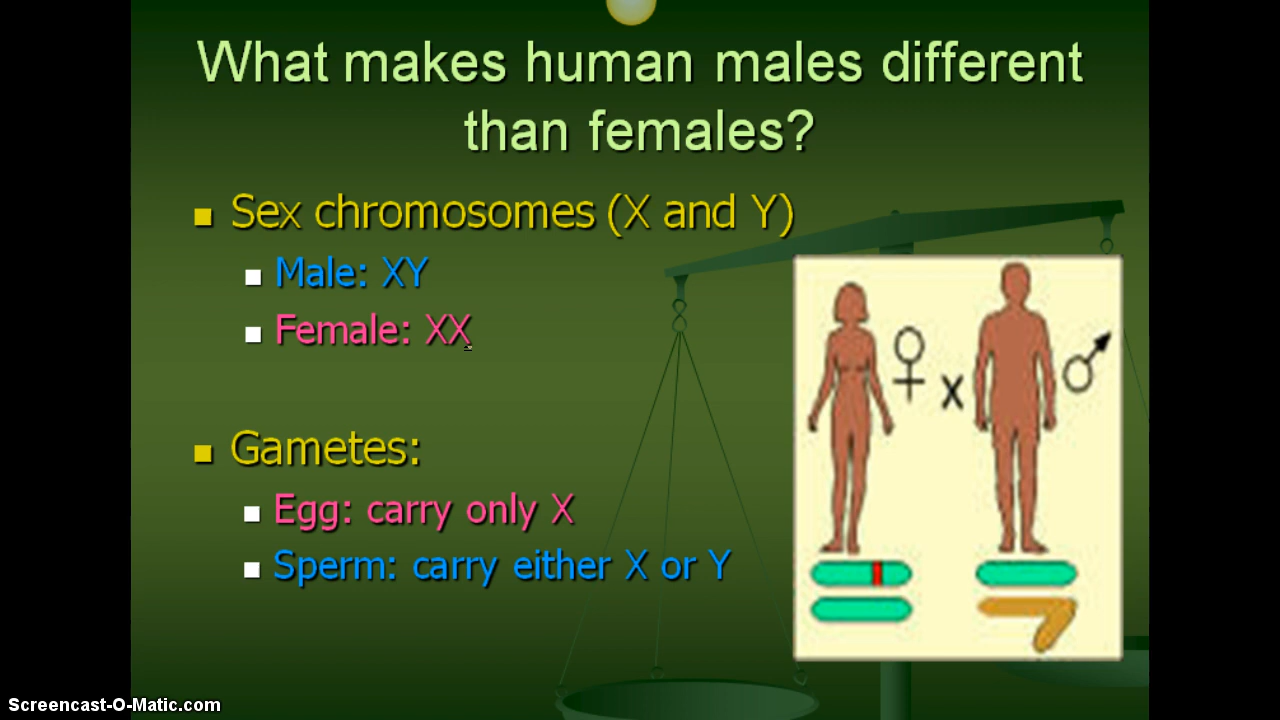 What makes human males different
than females?
Sex chromosomes (X and Y)
Male: XY
Female: XX
Gametes:
Egg: carry only X
Sperm: carry either X or Y
X
Screencast-O-Matic.com